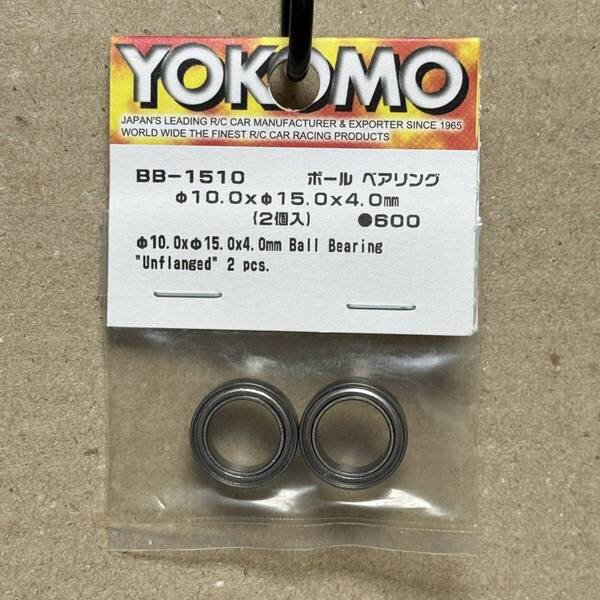 YOKOMO
JAPAN'S LEADING R/C CAR MANUFACTURER & EXPORTER SINCE 1965
WORLD WIDE THE FINEST R/C CAR RACING PRODUCTS
BB-1510 ボール ベアリング
Φ10.0xΦ15.0x4.0mm
(2個入) ●600
Φ10.0xΦ15.0x4.0mm Ball Bearing
"Unflanged" 2 pcs.